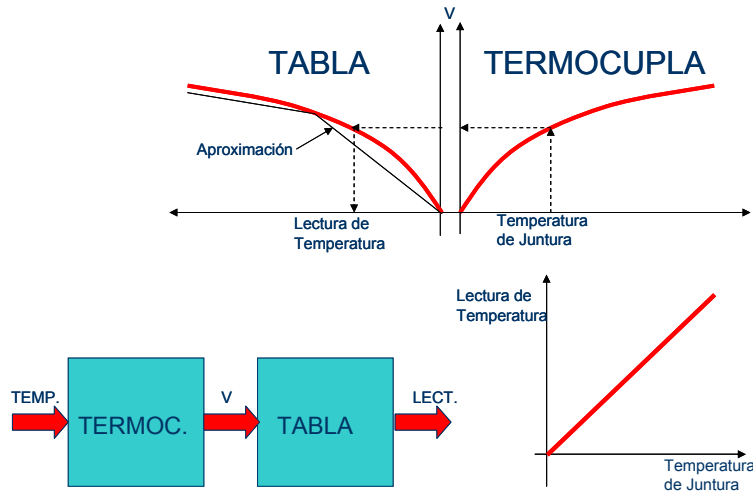 V
TABLA
TERMOCUPLA
Aproximación
Lectura de
Temperatura
Temperatura
de Juntura
Lectura de
Temperatura
TEMP.
TERMOC.
V
TABLA
LECT.
Temperatura
de Juntura